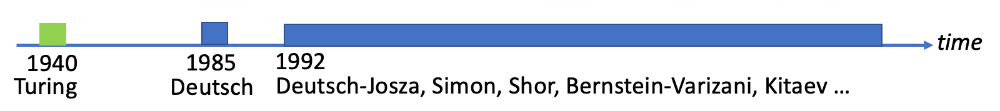 time
1940
1985
1992
Turing
Deutsch
Deutsch-Josza, Simon, Shor, Bernstein-Varizani, Kitaev ...